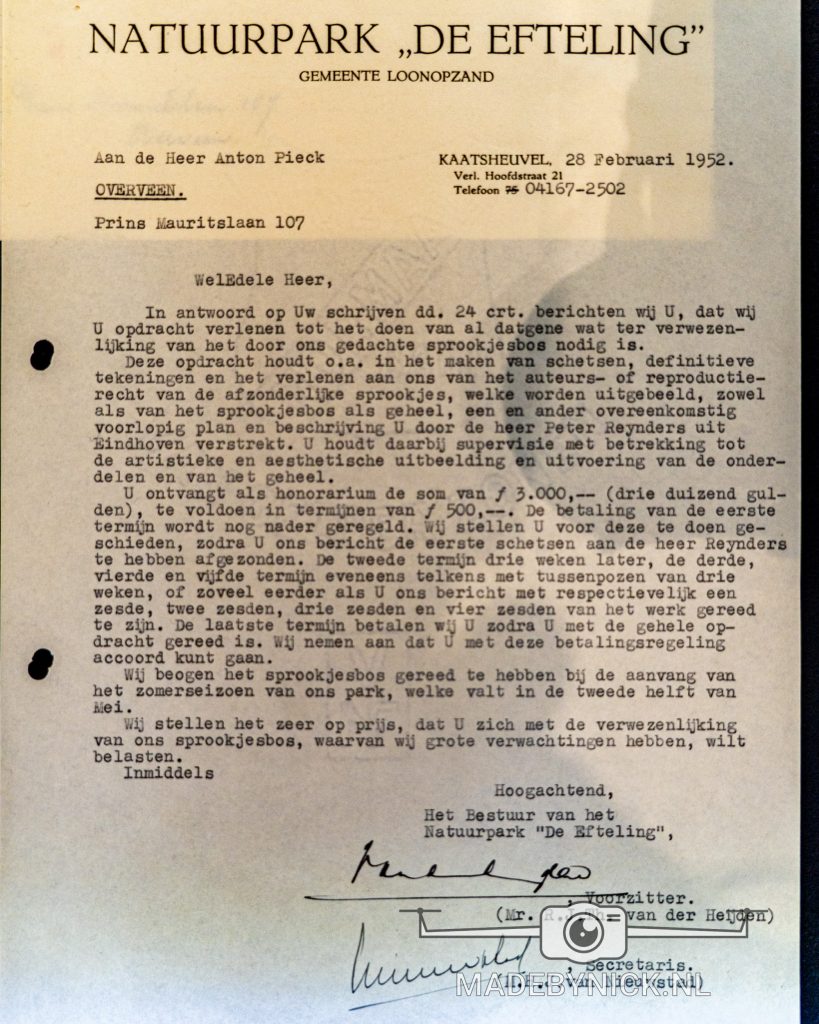 NATUURPARK „DE EFTELING”
GEMEENTE LOONOPZAND
Aan de Heer Anton Pieck
KAATSHEUVEL, 28 Februari 1952.
Verl. Hoofdstraat 21
OVERVEEN.
Telefoon 75 04167-2502
Prins Mauritslaan 107
WelEdele Heer,
In antwoord op Uw schrijven dd. 24 crt. berichten wij U, dat wij
U opdracht verlenen tot het doen van al datgene wat ter verwezen-
lijking van het door ons gedachte sprookjesbos nodig is.
Deze opdracht houdt o.a. in het maken van schetsen, definitieve
tekeningen en het verlenen aan ons van het auteurs- of reproductie-
recht van de afzonderlijke sprookjes, welke worden uitgebeeld, zowel
als van het sprookjesbos als geheel, een en ander overeenkomstig
voorlopig plan en beschrijving U door de heer Peter Reynders uit
Eindhoven verstrekt. U houdt daarbij supervisie met betrekking tot
de artistieke en aesthetische uitbeelding en uitvoering van de onder-
delen en van het geheel.
U ontvangt als honorarium de som van ƒ 3.000,-- (drie duizend gul-
den), te voldoen in termijnen van ƒ 500,--. De betaling van de eerste
termijn wordt nog nader geregeld. Wij stellen U voor deze te doen ge-
schieden, zodra U ons bericht de eerste schetsen aan de heer Reynders
te hebben afgezonden. De tweede termijn drie weken later, de derde,
vierde en vijfde termijn eveneens telkens met tussenpozen van drie
weken, of zoveel eerder als U ons bericht met respectievelijk een
zesde, twee zesden, drie zesden en vier zesden van het werk gereed
te zijn. De laatste termijn betalen wij U zodra U met de gehele op-
dracht gereed is. Wij nemen aan dat U met deze betalingsregeling
accoord kunt gaan.
Wij beogen het sprookjesbos gereed te hebben bij de aanvang van
het zomerseizoen van ons park, welke valt in de tweede helft van
Mei.
Wij stellen het zeer op prijs, dat U zich met de verwezenlijking
van ons sprookjesbos, waarvan wij grote verwachtingen hebben, wilt
belasten.
Inmiddels
Hoogachtend,
Het Bestuur van het
Natuurpark "De Efteling",
, Voorzitter.
(Mr. R.J. van der Heijden)
, Secretaris.
van Nieuwstal)
MADEBYNICK.NL